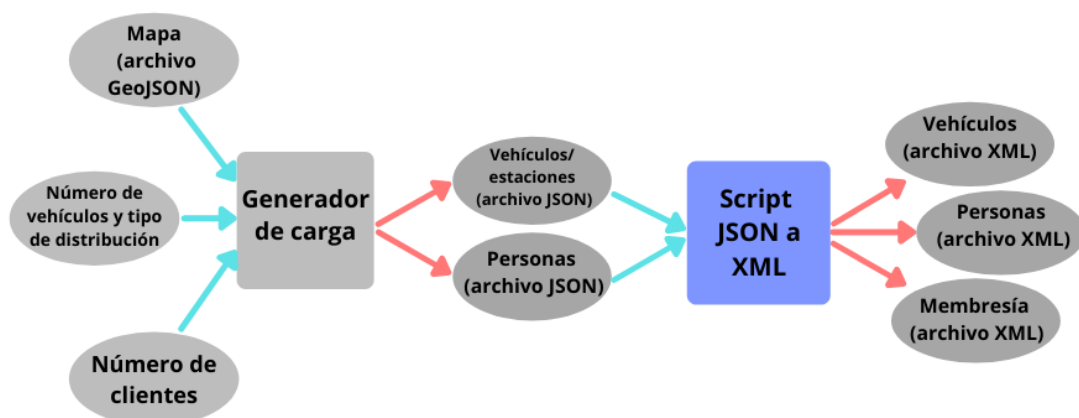 Mapa
(archivo
GeoJSON)
Número de
vehículos y tipo
de distribución
Número de
clientes
Generador
de carga
Vehículos/
estaciones
(archivo JSON)
Personas
(archivo JSON)
Script
JSON a
XML
Vehículos
(archivo XML)
Personas
(archivo XML)
Membresía
(archivo XML)